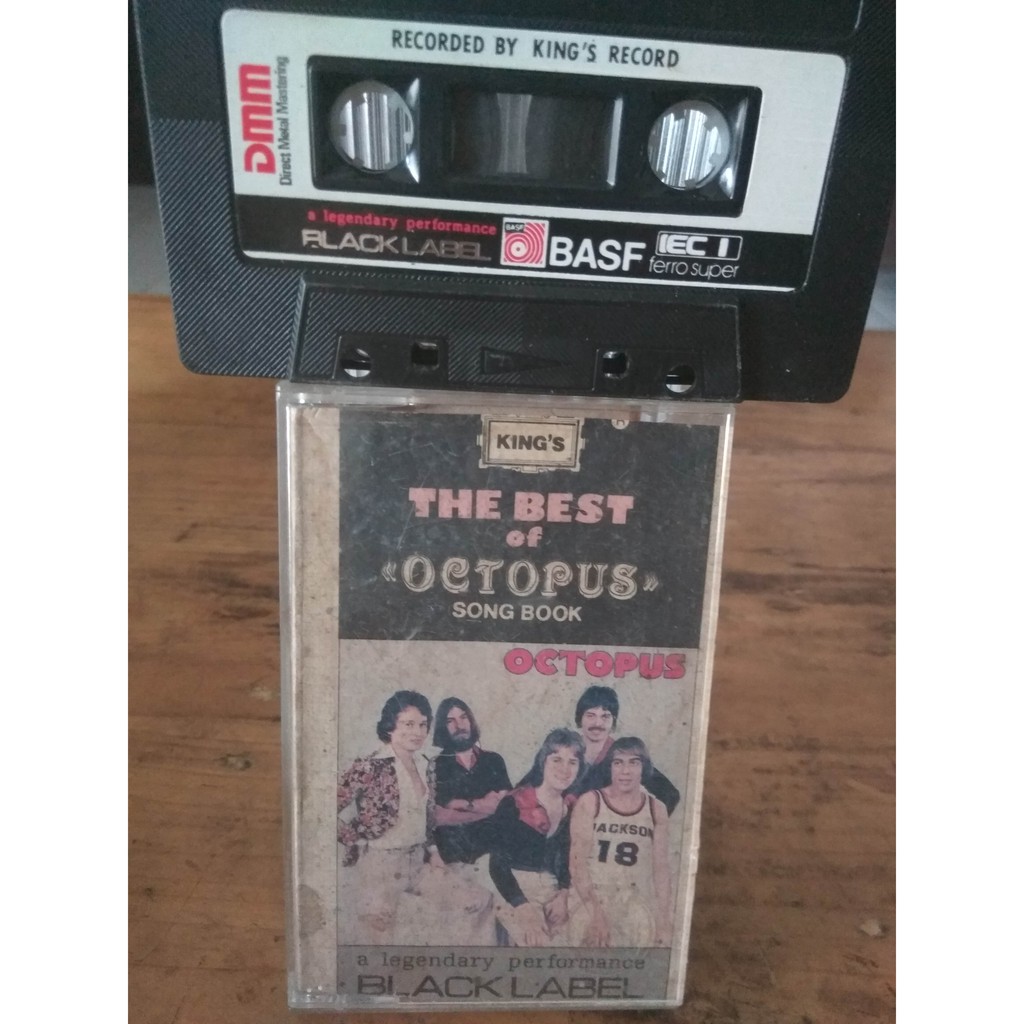 RECORDED BY KING'S RECORD
DMM
Direct Metal Mastering
a legendary performance
BLACK LABEL
BASF
BASF
IEC I
ferro super
KING'S
THE BEST
of
«OCTOPUS»
SONG BOOK
OCTOPUS
JACKSON
18
a legendary performance
BLACK LABEL